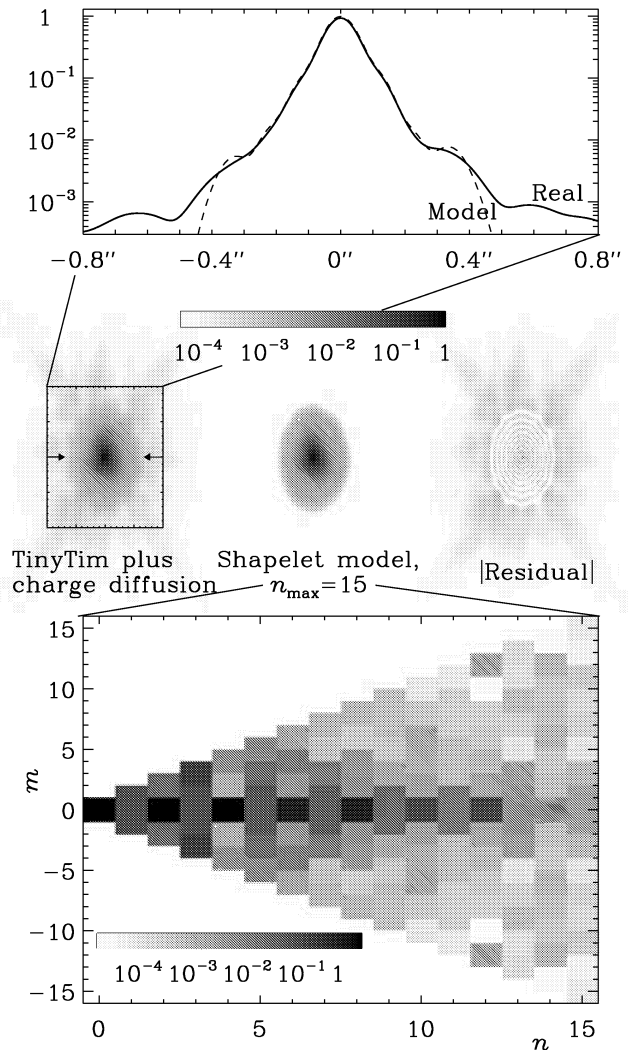 1
10⁻¹
10⁻²
10⁻³
Real
Model
−0.8″ −0.4″ 0″ 0.4″ 0.8″
10⁻⁴ 10⁻³ 10⁻² 10⁻¹ 1
TinyTim plus
charge diffusion
Shapelet model,
n_max=15
|Residual|
15
10
5
0
−5
−10
−15
m
10⁻⁴ 10⁻³ 10⁻² 10⁻¹ 1
0 5 10 15
n